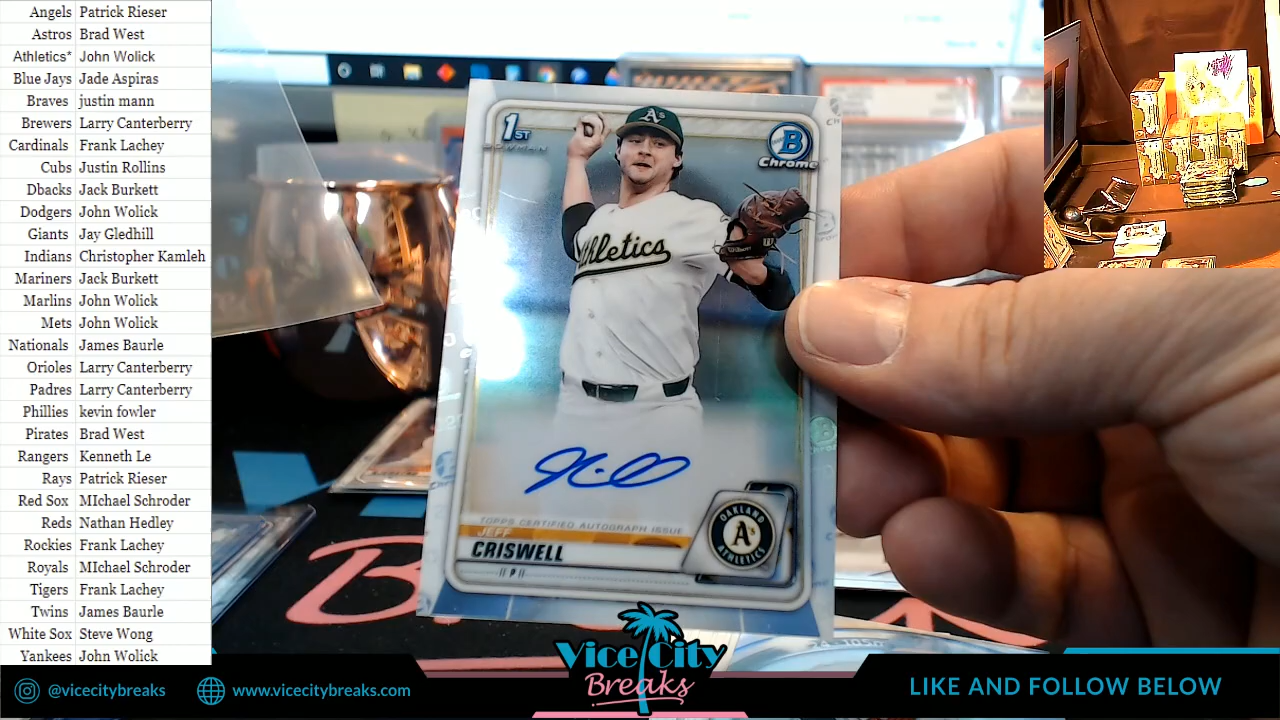 Angels Patrick Rieser
Astros Brad West
Athletics* John Wolick
Blue Jays Jade Aspiras
Braves justin mann
Brewers Larry Canterberry
Cardinals Frank Lachey
Cubs Justin Rollins
Dbacks Jack Burkett
Dodgers John Wolick
Giants Jay Gledhill
Indians Christopher Kamleh
Mariners Jack Burkett
Marlins John Wolick
Mets John Wolick
Nationals James Baurle
Orioles Larry Canterberry
Padres Larry Canterberry
Phillies kevin fowler
Pirates Brad West
Rangers Kenneth Le
Rays Patrick Rieser
Red Sox MIchael Schroder
Reds Nathan Hedley
Rockies Frank Lachey
Royals MIchael Schroder
Tigers Frank Lachey
Twins James Baurle
White Sox Steve Wong
Yankees John Wolick
1ST
BOWMAN
B
Chrome
A's
Athletics
TOPPS CERTIFIED AUTOGRAPH ISSUE
JEFF
CRISWELL
P
OAKLAND
A's
ATHLETICS
@vicecitybreaks
www.vicecitybreaks.com
Vice City
Breaks
LIKE AND FOLLOW BELOW